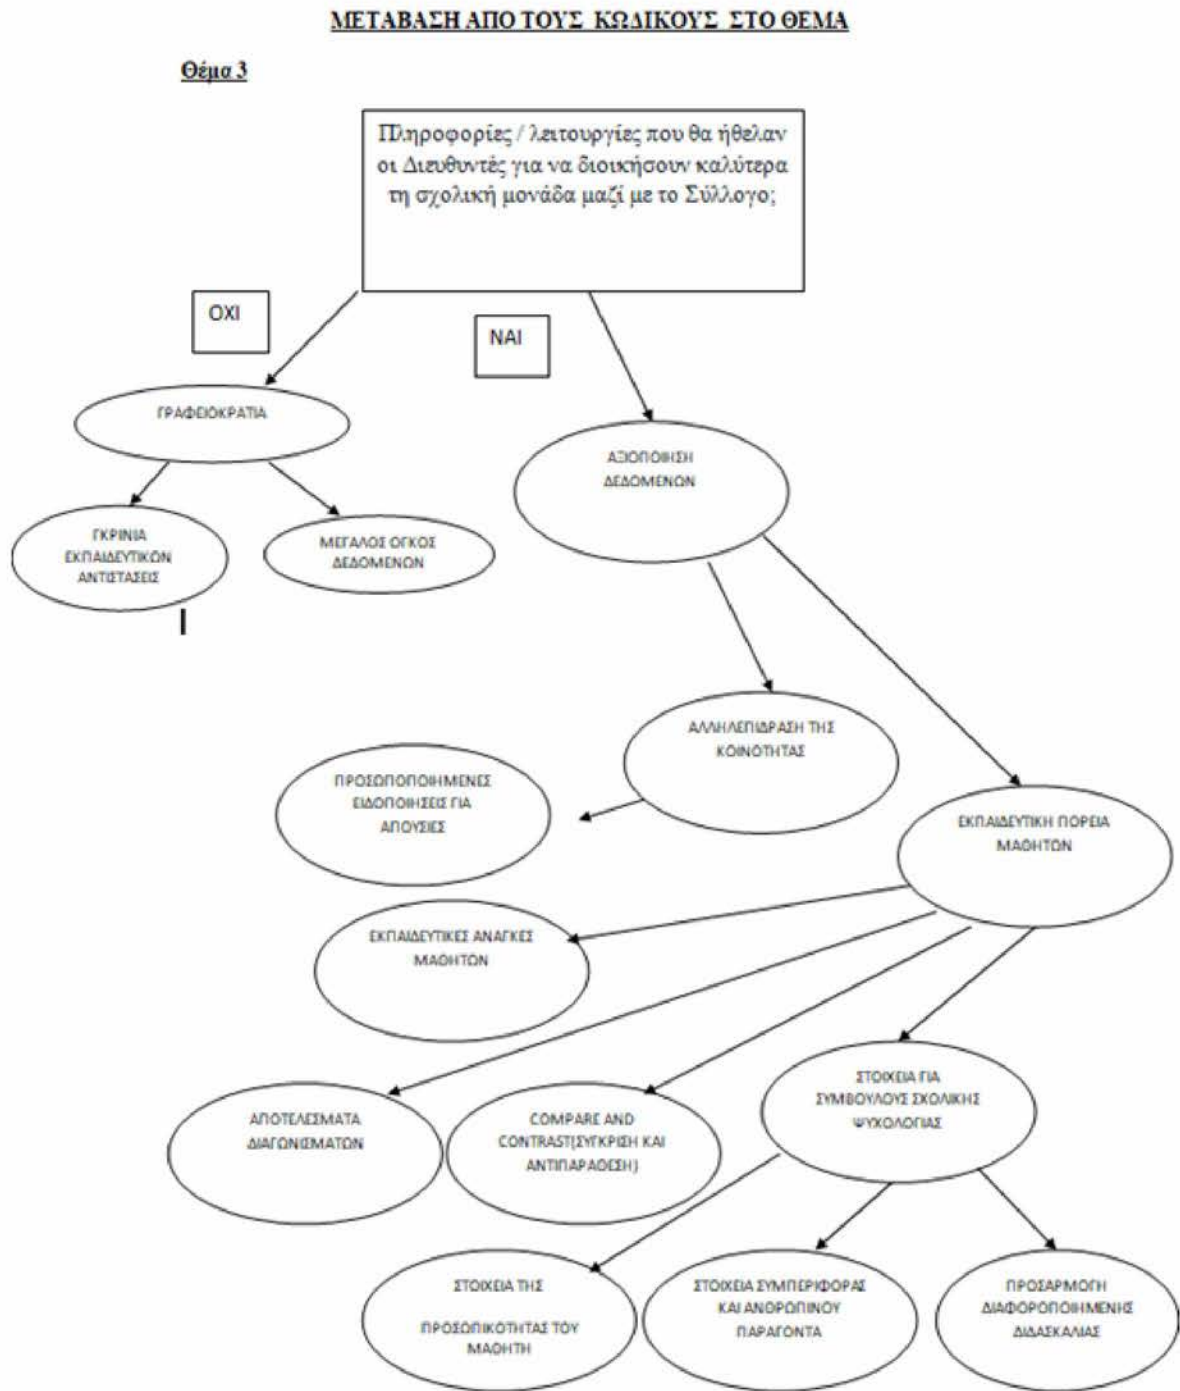 ΜΕΤΑΒΑΣΗ ΑΠΟ ΤΟΥΣ ΚΩΔΙΚΟΥΣ ΣΤΟ ΘΕΜΑ
Θέμα 3
Πληροφορίες / λειτουργίες που θα ήθελαν
οι Διευθυντές για να διοικήσουν καλύτερα
τη σχολική μονάδα μαζί με το Σύλλογο;
ΟΧΙ
ΝΑΙ
ΓΡΑΦΕΙΟΚΡΑΤΙΑ
ΑΞΙΟΠΟΙΗΣΗ
ΔΕΔΟΜΕΝΩΝ
ΓΚΡΙΝΙΑ
ΕΚΠΑΙΔΕΥΤΙΚΩΝ
ΑΝΤΙΣΤΑΣΕΙΣ
ΜΕΓΑΛΟΣ ΟΓΚΟΣ
ΔΕΔΟΜΕΝΩΝ
ΑΛΛΗΛΕΠΙΔΡΑΣΗ ΤΗΣ
ΚΟΙΝΟΤΗΤΑΣ
ΠΡΟΣΩΠΟΠΟΙΗΜΕΝΕΣ
ΕΙΔΟΠΟΙΗΣΕΙΣ ΓΙΑ
ΑΠΟΥΣΙΕΣ
ΕΚΠΑΙΔΕΥΤΙΚΗ ΠΟΡΕΙΑ
ΜΑΘΗΤΩΝ
ΕΚΠΑΙΔΕΥΤΙΚΕΣ ΑΝΑΓΚΕΣ
ΜΑΘΗΤΩΝ
ΑΠΟΤΕΛΕΣΜΑΤΑ
ΔΙΑΓΩΝΙΣΜΑΤΩΝ
COMPARE AND
CONTRAST(ΣΥΓΚΡΙΣΗ ΚΑΙ
ΑΝΤΙΠΑΡΑΘΕΣΗ)
ΣΤΟΙΧΕΙΑ ΓΙΑ
ΣΥΜΒΟΥΛΟΥΣ ΣΧΟΛΙΚΗΣ
ΨΥΧΟΛΟΓΙΑΣ
ΣΤΟΙΧΕΙΑ ΤΗΣ
ΠΡΟΣΩΠΙΚΟΤΗΤΑΣ ΤΟΥ
ΜΑΘΗΤΗ
ΣΤΟΙΧΕΙΑ ΣΥΜΠΕΡΙΦΟΡΑΣ
ΚΑΙ ΑΝΘΡΩΠΙΝΟΥ
ΠΑΡΑΓΟΝΤΑ
ΠΡΟΣΑΡΜΟΓΗ
ΔΙΑΦΟΡΟΠΟΙΗΜΕΝΗΣ
ΔΙΔΑΣΚΑΛΙΑΣ